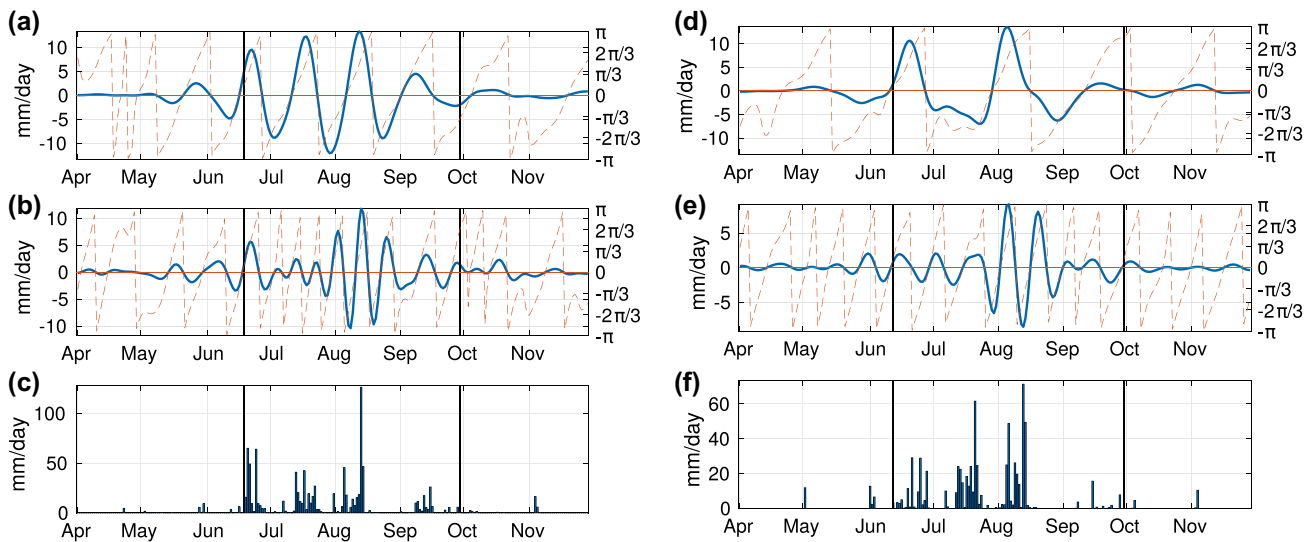 (a)
mm/day
10
5
0
-5
-10
π
2π/3
π/3
0
-π/3
-2π/3
-π
Apr May Jun Jul Aug Sep Oct Nov
(b)
mm/day
10
5
0
-5
-10
π
2π/3
π/3
0
-π/3
-2π/3
-π
Apr May Jun Jul Aug Sep Oct Nov
(c)
mm/day
100
50
0
Apr May Jun Jul Aug Sep Oct Nov
(d)
mm/day
10
5
0
-5
-10
π
2π/3
π/3
0
-π/3
-2π/3
-π
Apr May Jun Jul Aug Sep Oct Nov
(e)
mm/day
5
0
-5
π
2π/3
π/3
0
-π/3
-2π/3
-π
Apr May Jun Jul Aug Sep Oct Nov
(f)
mm/day
60
40
20
0
Apr May Jun Jul Aug Sep Oct Nov